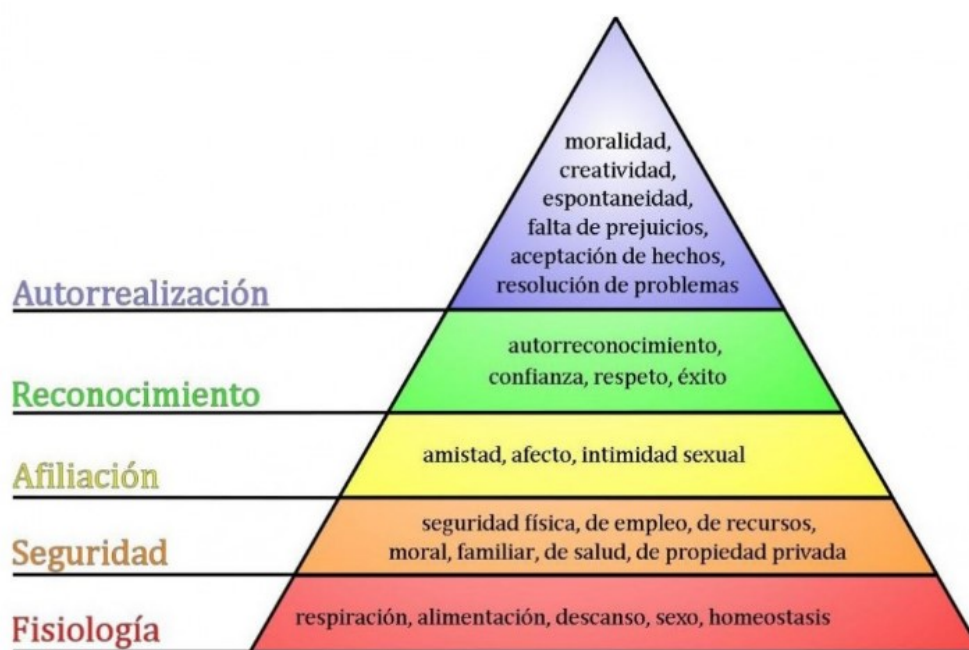 moralidad,
creatividad,
espontaneidad,
falta de prejuicios,
aceptación de hechos,
resolución de problemas
Autorrealización
autorreconocimiento,
confianza, respeto, éxito
Reconocimiento
amistad, afecto, intimidad sexual
Afiliación
seguridad física, de empleo, de recursos,
moral, familiar, de salud, de propiedad privada
Seguridad
respiración, alimentación, descanso, sexo, homeostasis
Fisiología